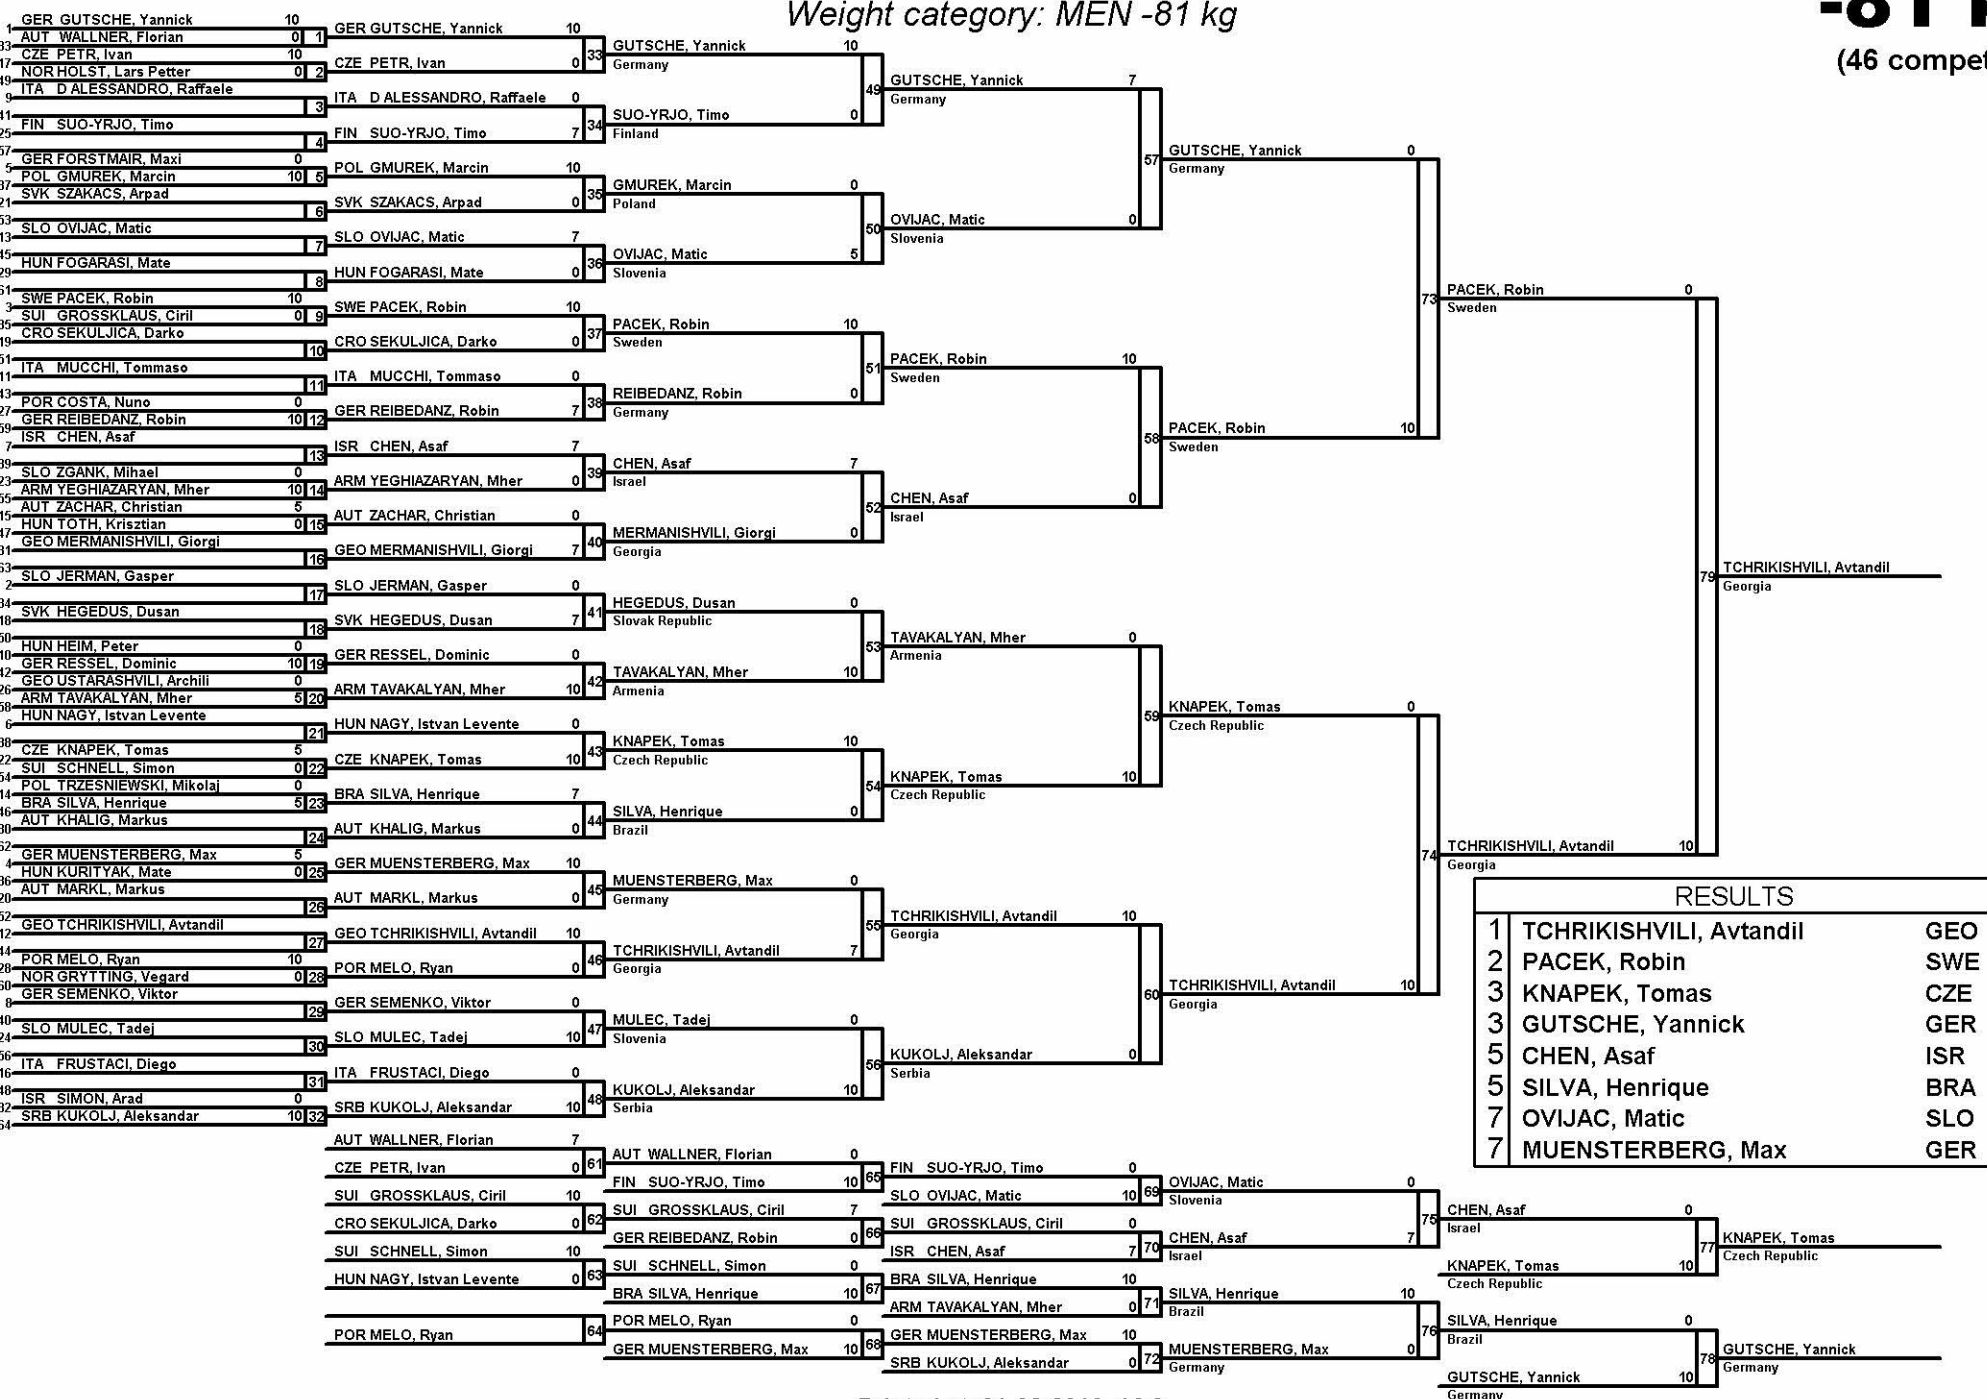 Weight category: MEN -81 kg
(46 compet
GER GUTSCHE, Yannick 10
AUT WALLNER, Florian 0 1
CZE PETR, Ivan 10
NOR HOLST, Lars Petter 0 2
ITA D ALESSANDRO, Raffaele
3
FIN SUO-YRJO, Timo
4
GER FORSTMAIR, Maxi 0
POL GMUREK, Marcin 10 5
SVK SZAKACS, Arpad
6
SLO OVIJAC, Matic
7
HUN FOGARASI, Mate
8
SWE PACEK, Robin 10
SUI GROSSKLAUS, Ciril 0 9
CRO SEKULJICA, Darko
10
ITA MUCCHI, Tommaso
11
POR COSTA, Nuno 0
GER REIBEDANZ, Robin 10 12
ISR CHEN, Asaf
13
SLO ZGANK, Mihael 0
ARM YEGHIAZARYAN, Mher 10 14
AUT ZACHAR, Christian 5
HUN TOTH, Krisztian 0 15
GEO MERMANISHVILI, Giorgi
16
SLO JERMAN, Gasper
17
SVK HEGEDUS, Dusan
18
HUN HEIM, Peter 0
GER RESSEL, Dominic 10 19
GEO USTARASHVILI, Archili 0
ARM TAVAKALYAN, Mher 5 20
HUN NAGY, Istvan Levente
21
CZE KNAPEK, Tomas 5
SUI SCHNELL, Simon 0 22
POL TRZESNIEWSKI, Mikolaj 0
BRA SILVA, Henrique 5 23
AUT KHALIG, Markus
24
GER MUENSTERBERG, Max 5
HUN KURITYAK, Mate 0 25
AUT MARKL, Markus
26
GEO TCHRIKISHVILI, Avtandil
27
POR MELO, Ryan 10
NOR GRYTTING, Vegard 0 28
GER SEMENKO, Viktor
29
SLO MULEC, Tadej
30
ITA FRUSTACI, Diego
31
ISR SIMON, Arad 0
SRB KUKOLJ, Aleksandar 10 32
GER GUTSCHE, Yannick 10
33
CZE PETR, Ivan 0
ITA D ALESSANDRO, Raffaele 0
34
FIN SUO-YRJO, Timo 7
POL GMUREK, Marcin 10
35
SVK SZAKACS, Arpad 0
SLO OVIJAC, Matic 7
36
HUN FOGARASI, Mate 0
SWE PACEK, Robin 10
37
CRO SEKULJICA, Darko 0
ITA MUCCHI, Tommaso 0
38
GER REIBEDANZ, Robin 7
ISR CHEN, Asaf 7
39
ARM YEGHIAZARYAN, Mher 0
AUT ZACHAR, Christian 0
40
GEO MERMANISHVILI, Giorgi 7
SLO JERMAN, Gasper 0
41
SVK HEGEDUS, Dusan 7
GER RESSEL, Dominic 0
42
ARM TAVAKALYAN, Mher 10
HUN NAGY, Istvan Levente 0
43
CZE KNAPEK, Tomas 10
BRA SILVA, Henrique 7
44
AUT KHALIG, Markus 0
GER MUENSTERBERG, Max 10
45
AUT MARKL, Markus 0
GEO TCHRIKISHVILI, Avtandil 10
46
POR MELO, Ryan 0
GER SEMENKO, Viktor 0
47
SLO MULEC, Tadej 10
ITA FRUSTACI, Diego 0
48
SRB KUKOLJ, Aleksandar 10
GUTSCHE, Yannick 10
Germany
49
SUO-YRJO, Timo 0
Finland
GMUREK, Marcin 0
Poland
50
OVIJAC, Matic 5
Slovenia
PACEK, Robin 10
Sweden
51
REIBEDANZ, Robin 0
Germany
CHEN, Asaf 7
Israel
52
MERMANISHVILI, Giorgi 0
Georgia
HEGEDUS, Dusan 0
Slovak Republic
53
TAVAKALYAN, Mher 10
Armenia
KNAPEK, Tomas 10
Czech Republic
54
SILVA, Henrique 0
Brazil
MUENSTERBERG, Max 0
Germany
55
TCHRIKISHVILI, Avtandil 7
Georgia
MULEC, Tadej 0
Slovenia
56
KUKOLJ, Aleksandar 10
Serbia
GUTSCHE, Yannick 7
Germany
57
OVIJAC, Matic 0
Slovenia
PACEK, Robin 10
Sweden
58
CHEN, Asaf 0
Israel
TAVAKALYAN, Mher 0
Armenia
59
KNAPEK, Tomas 10
Czech Republic
TCHRIKISHVILI, Avtandil 10
Georgia
60
KUKOLJ, Aleksandar 0
Serbia
GUTSCHE, Yannick 0
Germany
73
PACEK, Robin 10
Sweden
KNAPEK, Tomas 0
Czech Republic
74
TCHRIKISHVILI, Avtandil 10
Georgia
PACEK, Robin 0
Sweden
79
TCHRIKISHVILI, Avtandil 10
Georgia
TCHRIKISHVILI, Avtandil
Georgia
RESULTS
1 TCHRIKISHVILI, Avtandil GEO
2 PACEK, Robin SWE
3 KNAPEK, Tomas CZE
3 GUTSCHE, Yannick GER
5 CHEN, Asaf ISR
5 SILVA, Henrique BRA
7 OVIJAC, Matic SLO
7 MUENSTERBERG, Max GER
AUT WALLNER, Florian 7
61
CZE PETR, Ivan 0
SUI GROSSKLAUS, Ciril 10
62
CRO SEKULJICA, Darko 0
SUI SCHNELL, Simon 10
63
HUN NAGY, Istvan Levente 0
64
POR MELO, Ryan
AUT WALLNER, Florian 0
65
FIN SUO-YRJO, Timo 10
SUI GROSSKLAUS, Ciril 7
66
GER REIBEDANZ, Robin 0
SUI SCHNELL, Simon 0
67
BRA SILVA, Henrique 10
POR MELO, Ryan 0
68
GER MUENSTERBERG, Max 10
FIN SUO-YRJO, Timo 0
SLO OVIJAC, Matic 10 69
SUI GROSSKLAUS, Ciril 0
ISR CHEN, Asaf 7 70
BRA SILVA, Henrique 10
ARM TAVAKALYAN, Mher 0 71
GER MUENSTERBERG, Max 10
SRB KUKOLJ, Aleksandar 0 72
OVIJAC, Matic 0
Slovenia
75
CHEN, Asaf 7
Israel
SILVA, Henrique 10
Brazil
76
MUENSTERBERG, Max 0
Germany
CHEN, Asaf 0
Israel
77
KNAPEK, Tomas 10
Czech Republic
SILVA, Henrique 0
Brazil
78
GUTSCHE, Yannick 10
Germany
KNAPEK, Tomas
Czech Republic
GUTSCHE, Yannick
Germany